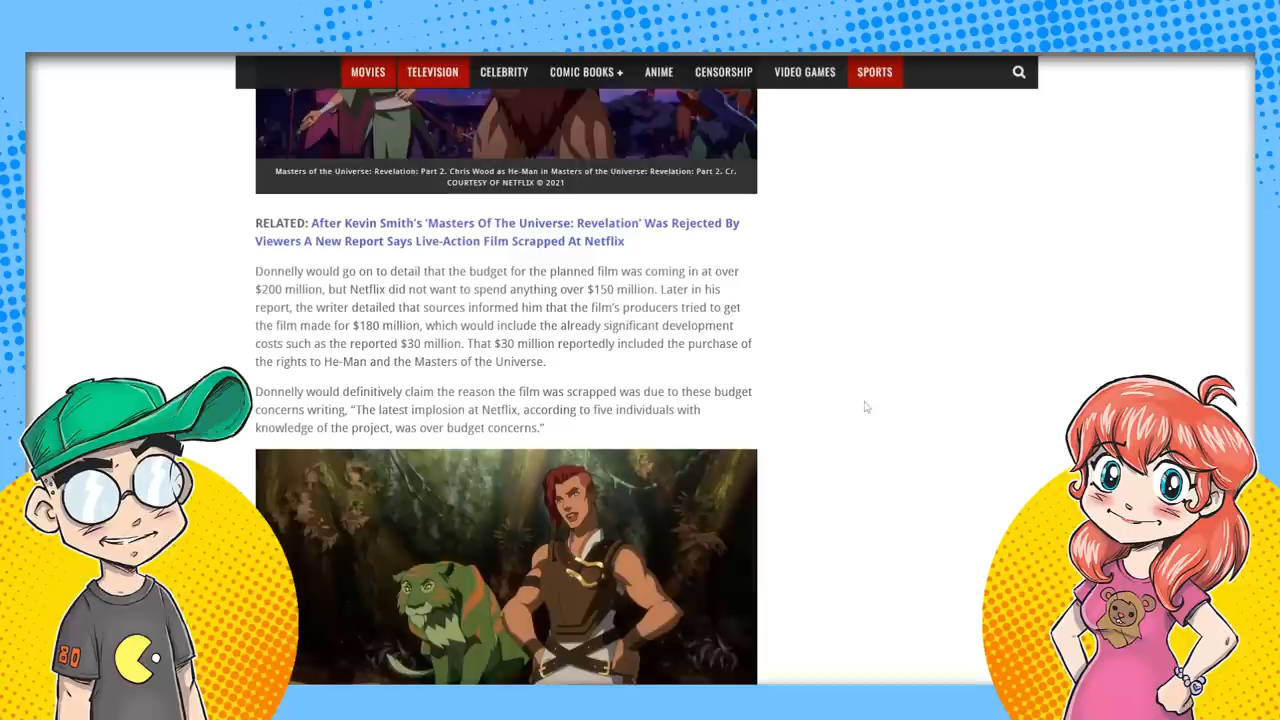 MOVIES TELEVISION CELEBRITY COMIC BOOKS + ANIME CENSORSHIP VIDEO GAMES SPORTS
Masters of the Universe: Revelation: Part 2. Chris Wood as He-Man in Masters of the Universe: Revelation: Part 2. Cr.
COURTESY OF NETFLIX © 2021
RELATED: After Kevin Smith's ‘Masters Of The Universe: Revelation’ Was Rejected By
Viewers A New Report Says Live-Action Film Scrapped At Netflix
Donnelly would go on to detail that the budget for the planned film was coming in at over
$200 million, but Netflix did not want to spend anything over $150 million. Later in his
report, the writer detailed that sources informed him that the film’s producers tried to get
the film made for $180 million, which would include the already significant development
costs such as the reported $30 million. That $30 million reportedly included the purchase of
the rights to He-Man and the Masters of the Universe.
Donnelly would definitively claim the reason the film was scrapped was due to these budget
concerns writing, “The latest implosion at Netflix, according to five individuals with
knowledge of the project, was over budget concerns.”
80